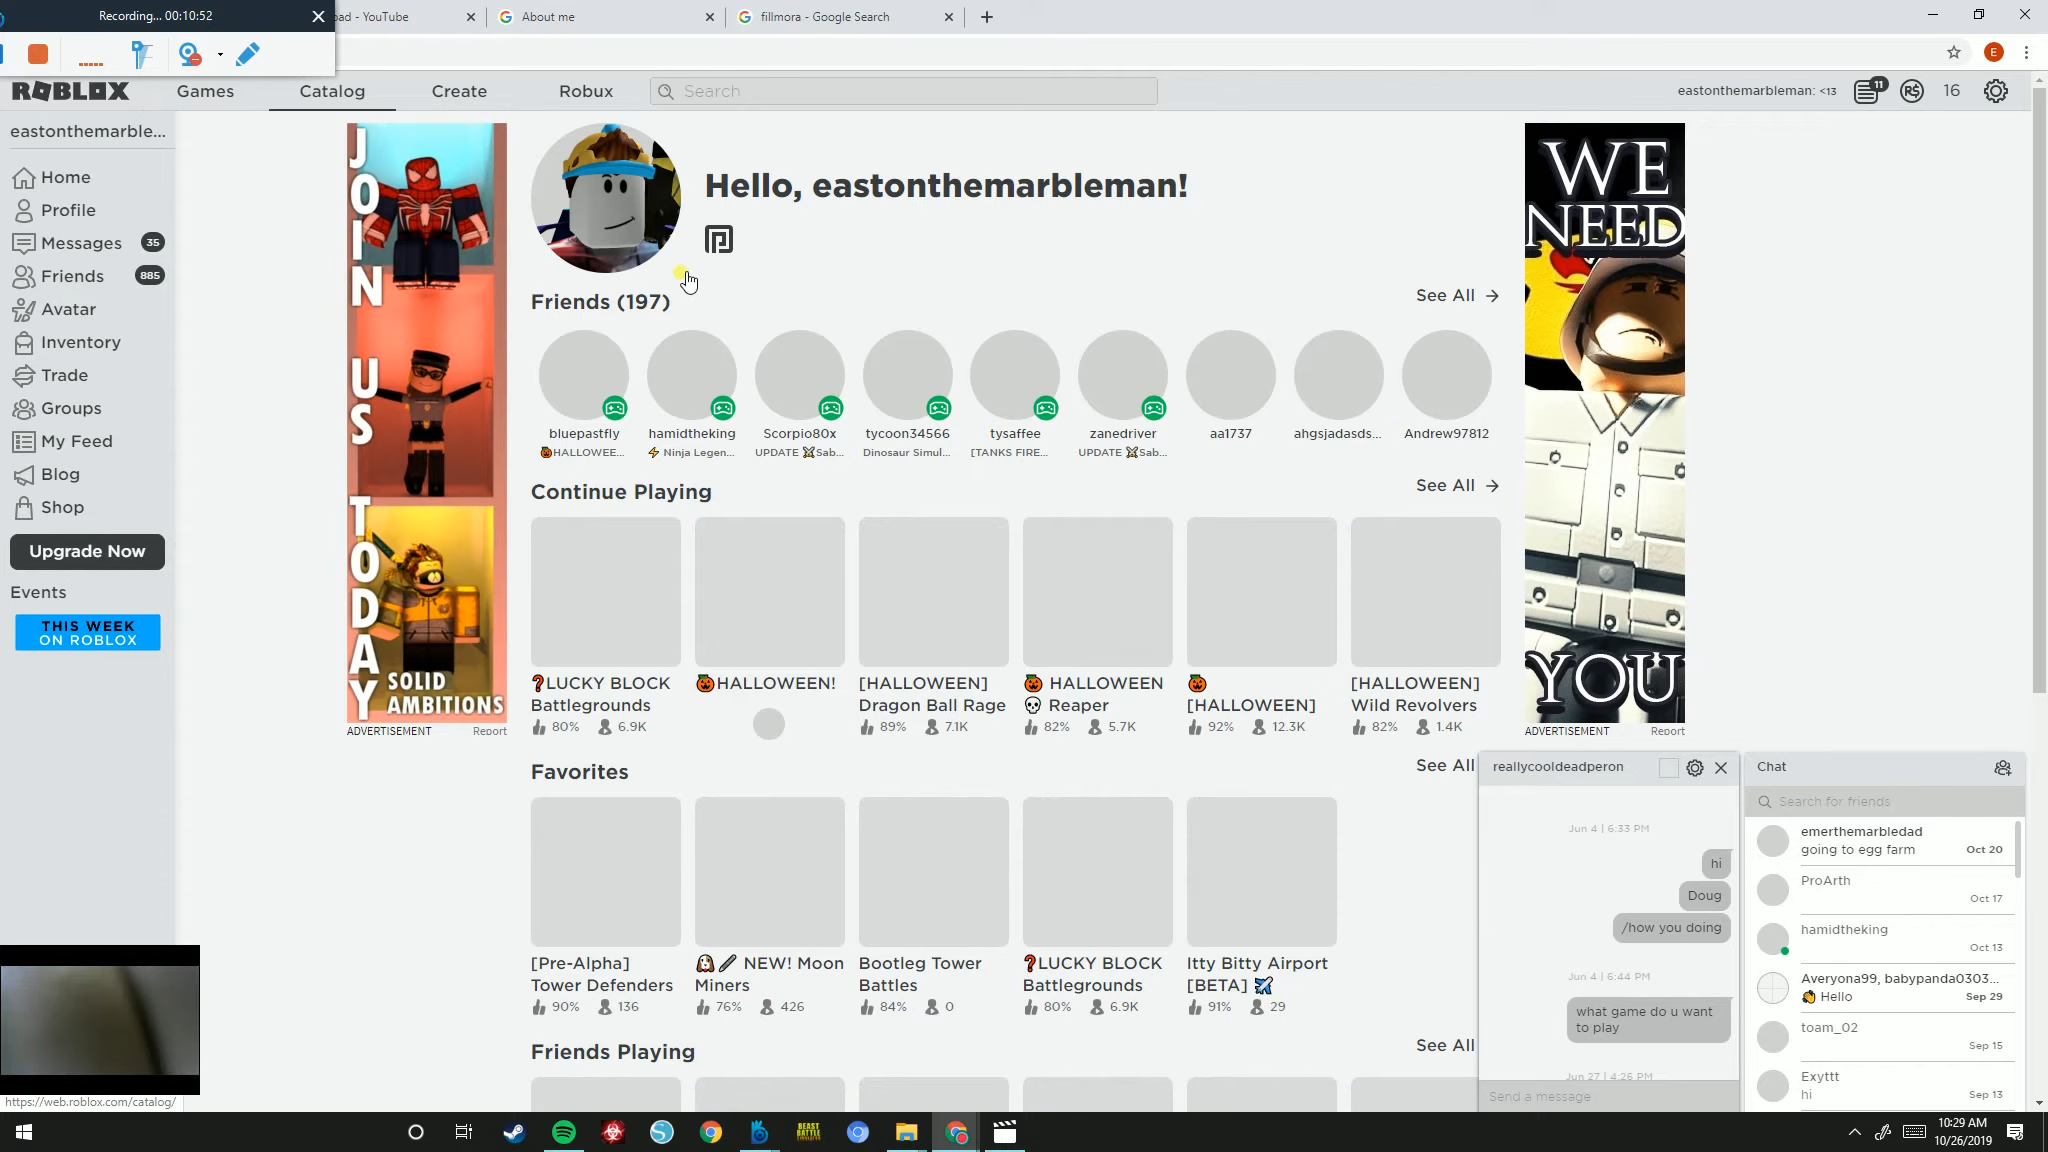 Recording... 00:10:52
oad - YouTube
About me
fillmora - Google Search
E
ROBLOX
Games
Catalog
Create
Robux
Search
eastonthemarbleman: <13
11
16
eastonthemarble...
Home
Profile
Messages 35
Friends 885
Avatar
Inventory
Trade
Groups
My Feed
Blog
Shop
Upgrade Now
Events
THIS WEEK
ON ROBLOX
JOIN
US
TODAY
SOLID
AMBITIONS
ADVERTISEMENT Report
Hello, eastonthemarbleman!
Friends (197)
See All
bluepastfly
🎃HALLOWEE...
hamidtheking
⚡ Ninja Legen...
Scorpio80x
UPDATE ⚔Sab...
tycoon34566
Dinosaur Simul...
tysaffee
[TANKS FIRE...
zanedriver
UPDATE ⚔Sab...
aa1737
ahgsjadasds...
Andrew97812
Continue Playing
See All
❓LUCKY BLOCK
Battlegrounds
80% 6.9K
🎃HALLOWEEN!
[HALLOWEEN]
Dragon Ball Rage
89% 7.1K
🎃 HALLOWEEN
💀 Reaper
82% 5.7K
🎃
[HALLOWEEN]
92% 12.3K
[HALLOWEEN]
Wild Revolvers
82% 1.4K
Favorites
See All
[Pre-Alpha]
Tower Defenders
90% 136
NEW! Moon
Miners
76% 426
Bootleg Tower
Battles
84% 0
❓LUCKY BLOCK
Battlegrounds
80% 6.9K
Itty Bitty Airport
[BETA] ✈
91% 29
Friends Playing
See All
WE
NEED
YOU
ADVERTISEMENT Report
reallycooldeadperon
Jun 4 | 6:33 PM
hi
Doug
/how you doing
Jun 4 | 6:44 PM
what game do u want
to play
Jun 27 | 4:26 PM
Send a message
Chat
Search for friends
emerthemarbledad
going to egg farm Oct 20
ProArth
Oct 17
hamidtheking
Oct 13
Averyona99, babypanda0303...
👏 Hello Sep 29
toam_02
Sep 15
Exyttt
hi Sep 13
https://web.roblox.com/catalog/
BEAST
BATTLE
10:29 AM
10/26/2019